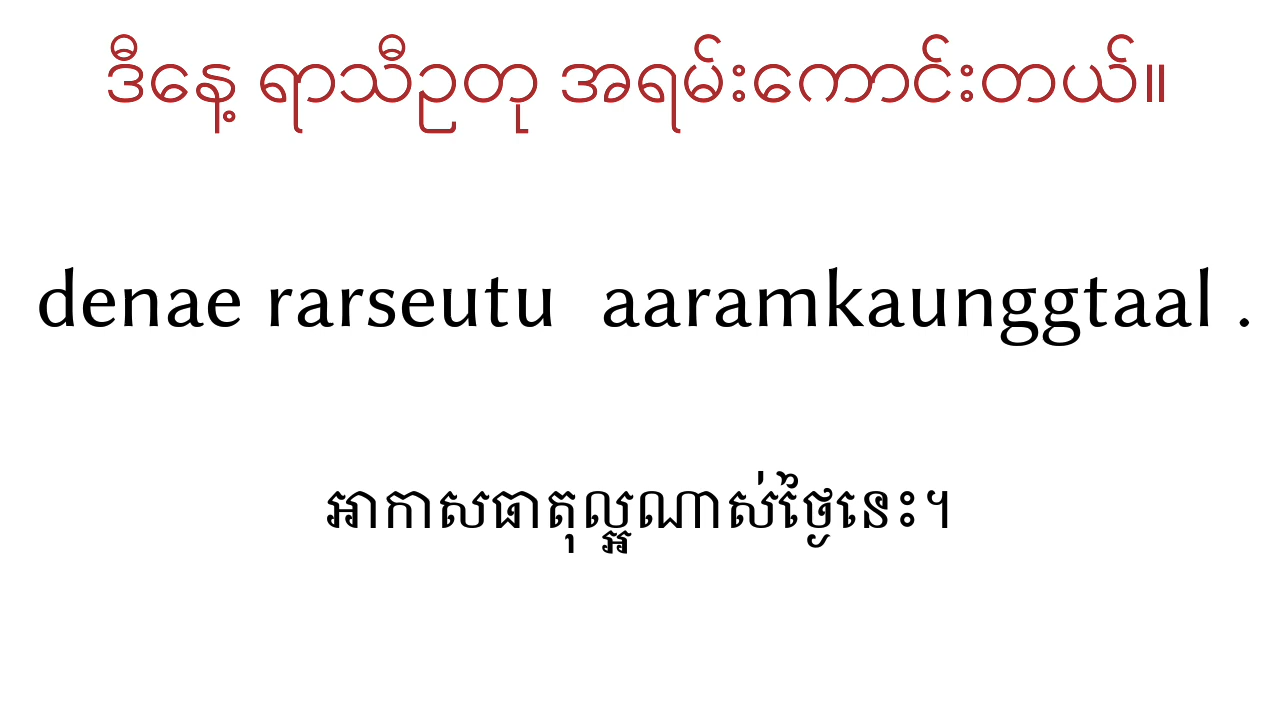 ဒီနေ့ ရာသီဥတု အရမ်းကောင်းတယ်။
denae rarseutu  aaramkaunggtaal .
អាកាសធាតុល្អណាស់ថ្ងៃនេះ។